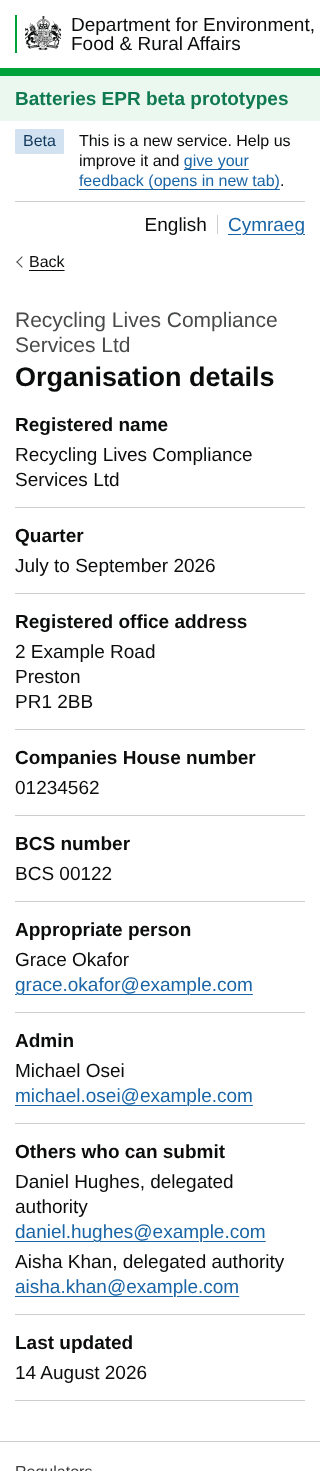 Department for Environment,
Food & Rural Affairs
Batteries EPR beta prototypes
Beta
This is a new service. Help us
improve it and give your
feedback (opens in new tab).
English
Cymraeg
Back
Recycling Lives Compliance
Services Ltd
Organisation details
Registered name
Recycling Lives Compliance
Services Ltd
Quarter
July to September 2026
Registered office address
2 Example Road
Preston
PR1 2BB
Companies House number
01234562
BCS number
BCS 00122
Appropriate person
Grace Okafor
grace.okafor@example.com
Admin
Michael Osei
michael.osei@example.com
Others who can submit
Daniel Hughes, delegated
authority
daniel.hughes@example.com
Aisha Khan, delegated authority
aisha.khan@example.com
Last updated
14 August 2026
Regulators